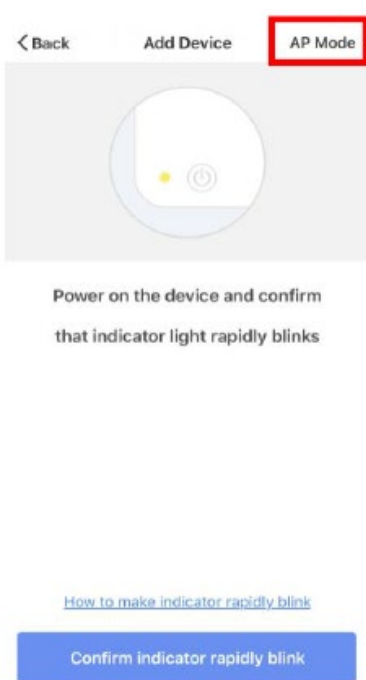 Back Add Device AP Mode
Power on the device and confirm
that indicator light rapidly blinks
How to make indicator rapidly blink
Confirm indicator rapidly blink